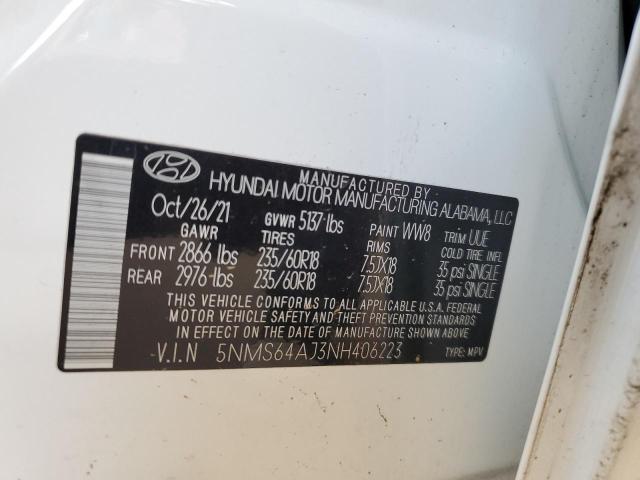 MANUFACTURED BY
HYUNDAI MOTOR MANUFACTURING ALABAMA, LLC
Oct/26/21 GVWR 5137 lbs PAINT WW8 TRIM UUE
GAWR TIRES RIMS COLD TIRE INFL
FRONT 2866 lbs 235/60R18 7.5JX18 35 psi SINGLE
REAR 2976 lbs 235/60R18 7.5JX18 35 psi SINGLE
THIS VEHICLE CONFORMS TO ALL APPLICABLE U.S.A. FEDERAL
MOTOR VEHICLE SAFETY AND THEFT PREVENTION STANDARDS
IN EFFECT ON THE DATE OF MANUFACTURE SHOWN ABOVE.
V.I.N 5NMS64AJ3NH406223 TYPE: MPV